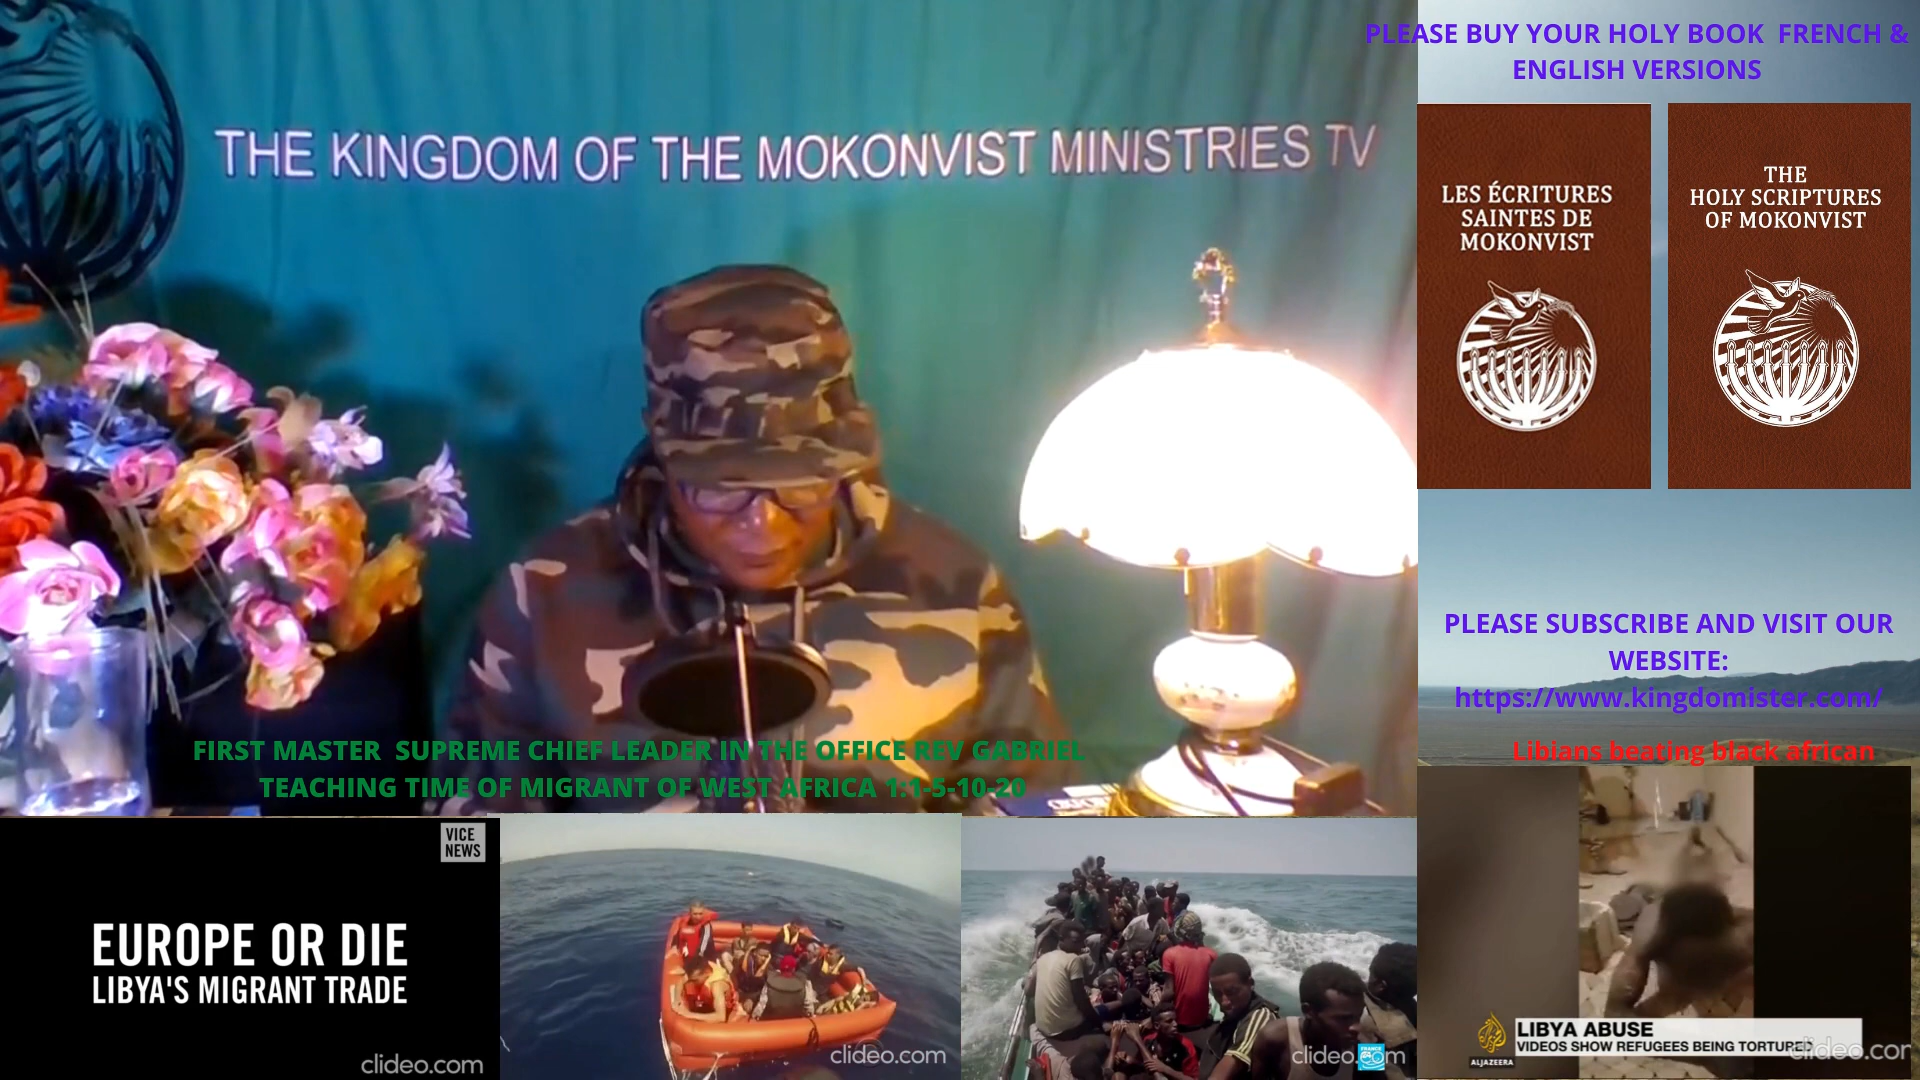 THE KINGDOM OF THE MOKONVIST MINISTRIES TV
PLEASE BUY YOUR HOLY BOOK  FRENCH &
ENGLISH VERSIONS
LES ÉCRITURES
SAINTES DE
MOKONVIST
THE
HOLY SCRIPTURES
OF MOKONVIST
PLEASE SUBSCRIBE AND VISIT OUR
WEBSITE:
https://www.kingdomister.com/
Libians beating black african
FIRST MASTER  SUPREME CHIEF LEADER IN THE OFFICE REV GABRIEL
TEACHING TIME OF MIGRANT OF WEST AFRICA 1:1-5-10-20
VICE
NEWS
EUROPE OR DIE
LIBYA'S MIGRANT TRADE
clideo.com
clideo.com
clideo.com
FRANCE
24
LIBYA ABUSE
VIDEOS SHOW REFUGEES BEING TORTURED
ALJAZEERA
clideo.com